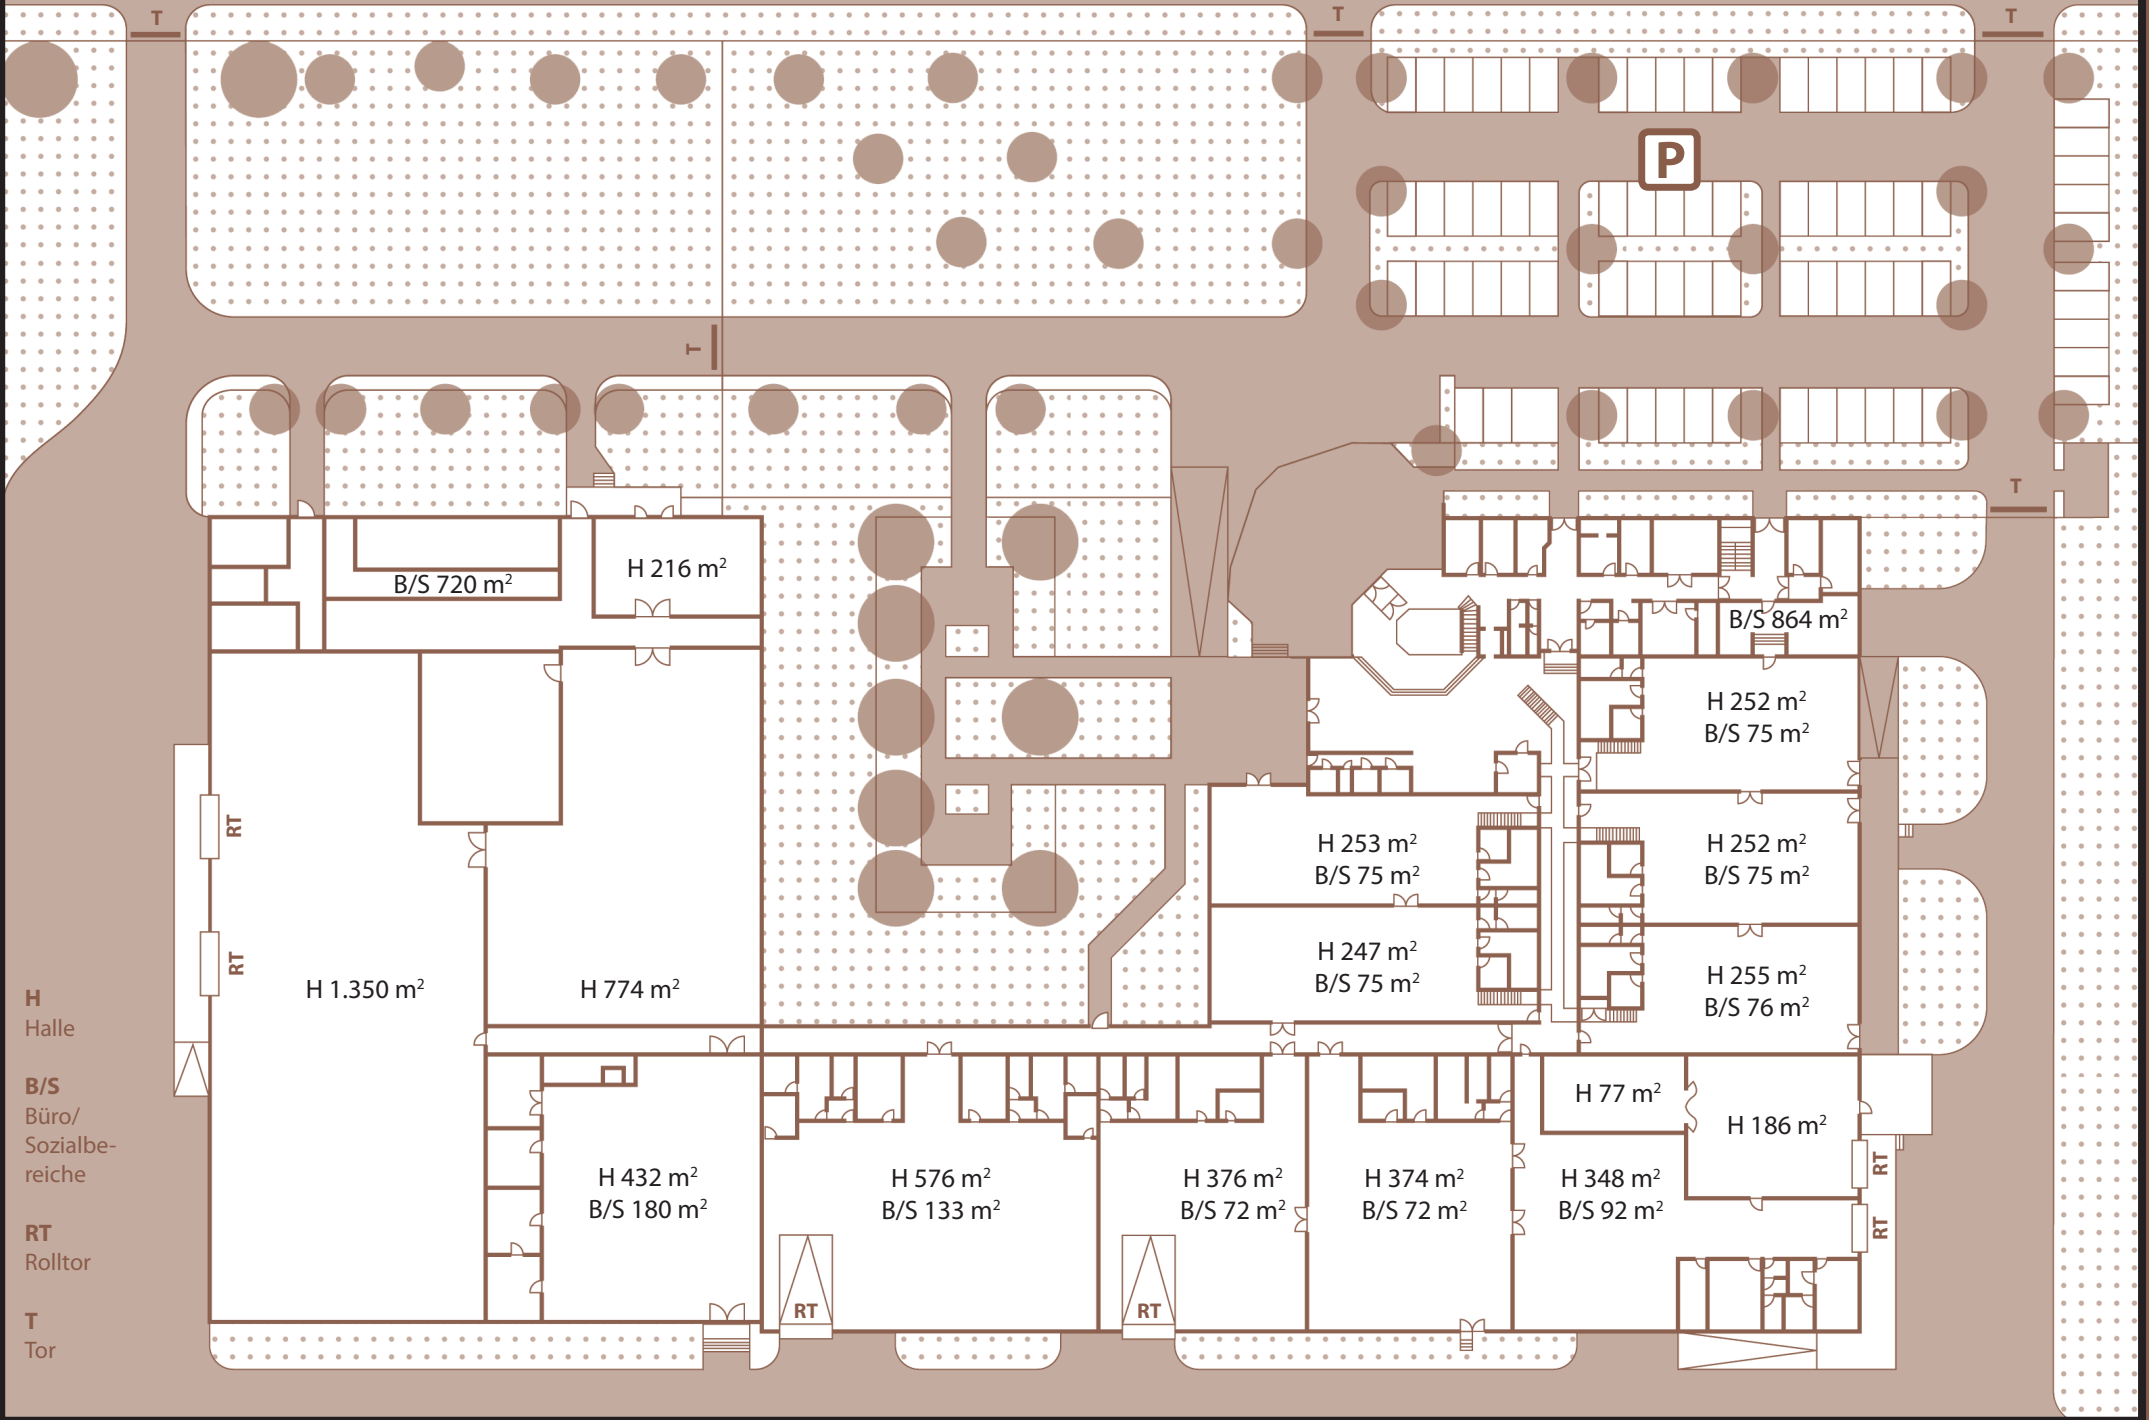 T
T
T
P
T
T
B/S 720 m²
H 216 m²
B/S 864 m²
H 252 m²
B/S 75 m²
RT
H 253 m²
B/S 75 m²
H 252 m²
B/S 75 m²
RT
H 1.350 m²
H 774 m²
H 247 m²
B/S 75 m²
H 255 m²
B/S 76 m²
H 77 m²
H 186 m²
H 432 m²
B/S 180 m²
H 576 m²
B/S 133 m²
H 376 m²
B/S 72 m²
H 374 m²
B/S 72 m²
H 348 m²
B/S 92 m²
RT
RT
RT
RT
H
Halle
B/S
Büro/
Sozialbe-
reiche
RT
Rolltor
T
Tor